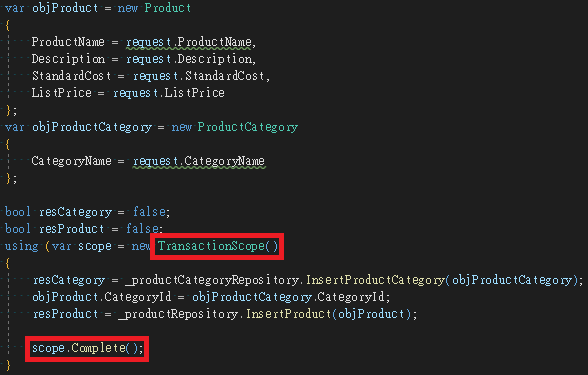 var objProduct = new Product
{
ProductName = request.ProductName,
Description = request.Description,
StandardCost = request.StandardCost,
ListPrice = request.ListPrice
};
var objProductCategory = new ProductCategory
{
CategoryName = request.CategoryName
};
bool resCategory = false;
bool resProduct = false;
using (var scope = new TransactionScope()
{
resCategory = _productCategoryRepository.InsertProductCategory(objProductCategory);
objProduct.CategoryId = objProductCategory.CategoryId;
resProduct = _productRepository.InsertProduct(objProduct);
scope.Complete();
}